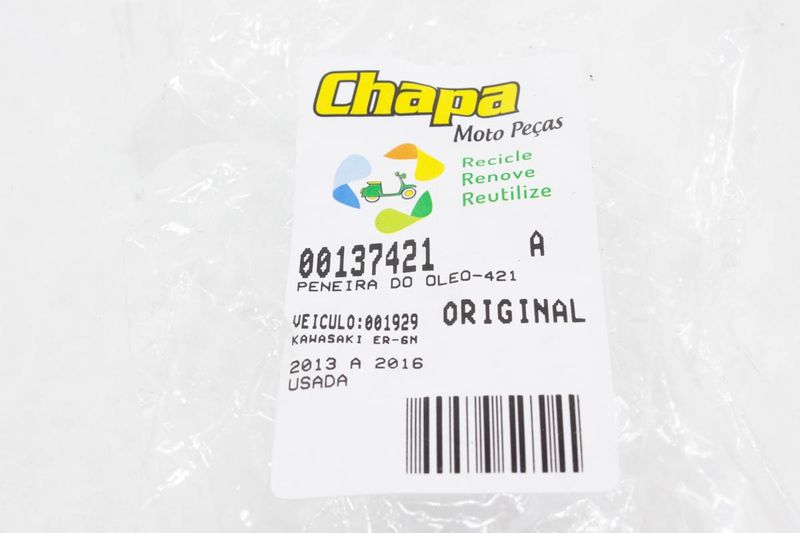 Chapa
Moto Peças
Recicle
Renove
Reutilize
00137421 A
PENEIRA DO OLEO-421
VEICULO:001929 ORIGINAL
KAWASAKI ER-6N
2013 A 2016
USADA